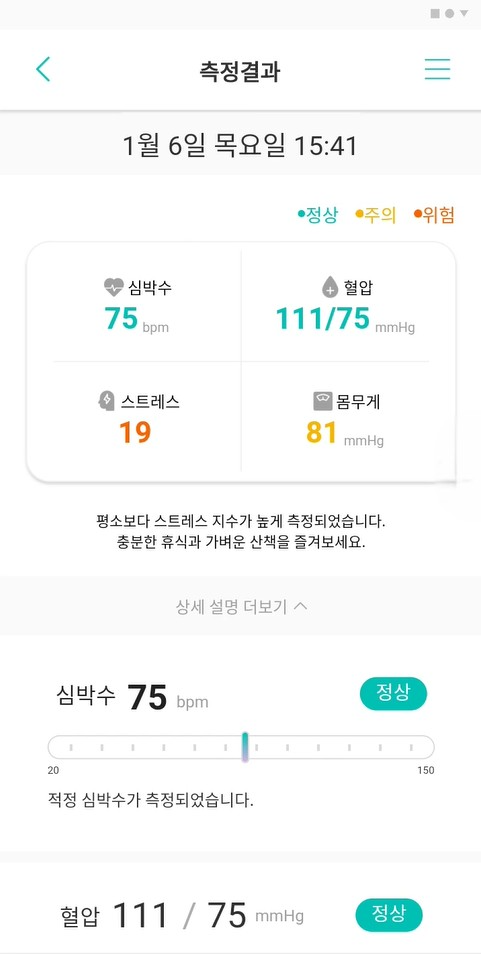 측정결과
1월 6일 목요일 15:41
정상 주의 위험
심박수
75 bpm
혈압
111/75 mmHg
스트레스
19
몸무게
81 mmHg
평소보다 스트레스 지수가 높게 측정되었습니다.
충분한 휴식과 가벼운 산책을 즐겨보세요.
상세 설명 더보기
심박수 75 bpm 정상
20 150
적정 심박수가 측정되었습니다.
혈압 111 / 75 mmHg 정상